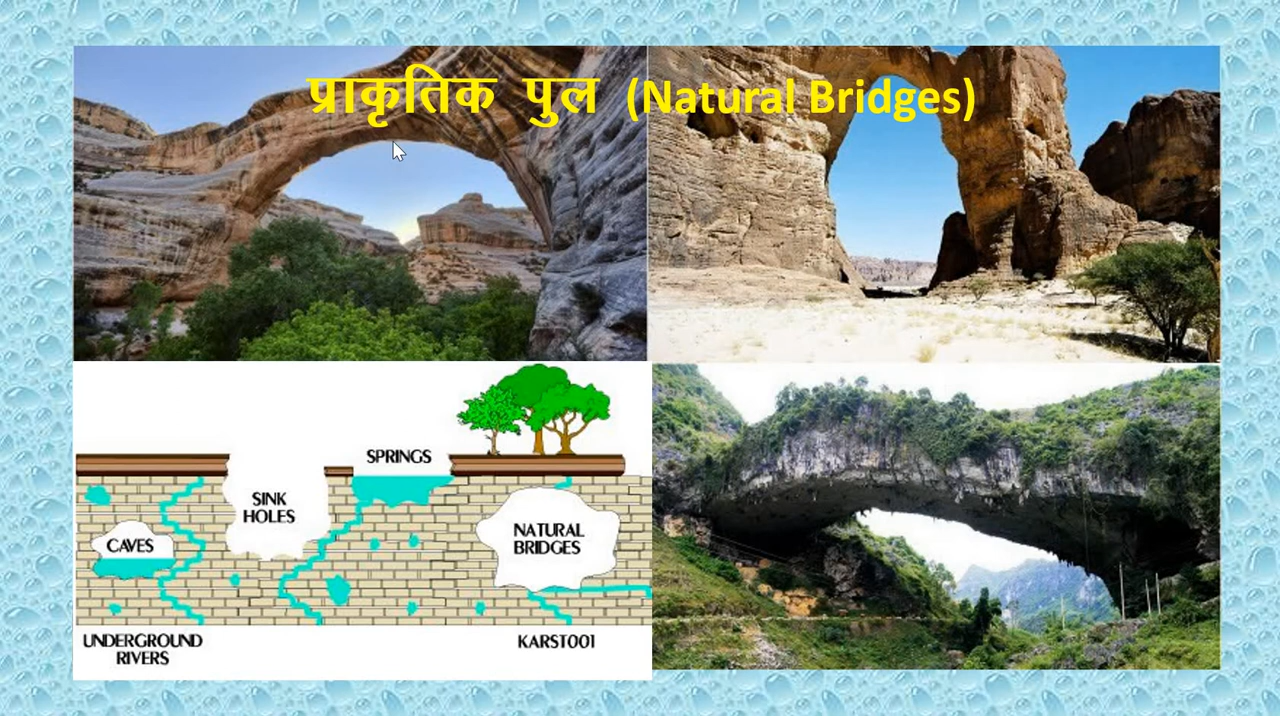 प्राकृतिक पुल (Natural Bridges)
SPRINGS
SINK
HOLES
CAVES
NATURAL
BRIDGES
UNDERGROUND
RIVERS
KARST001